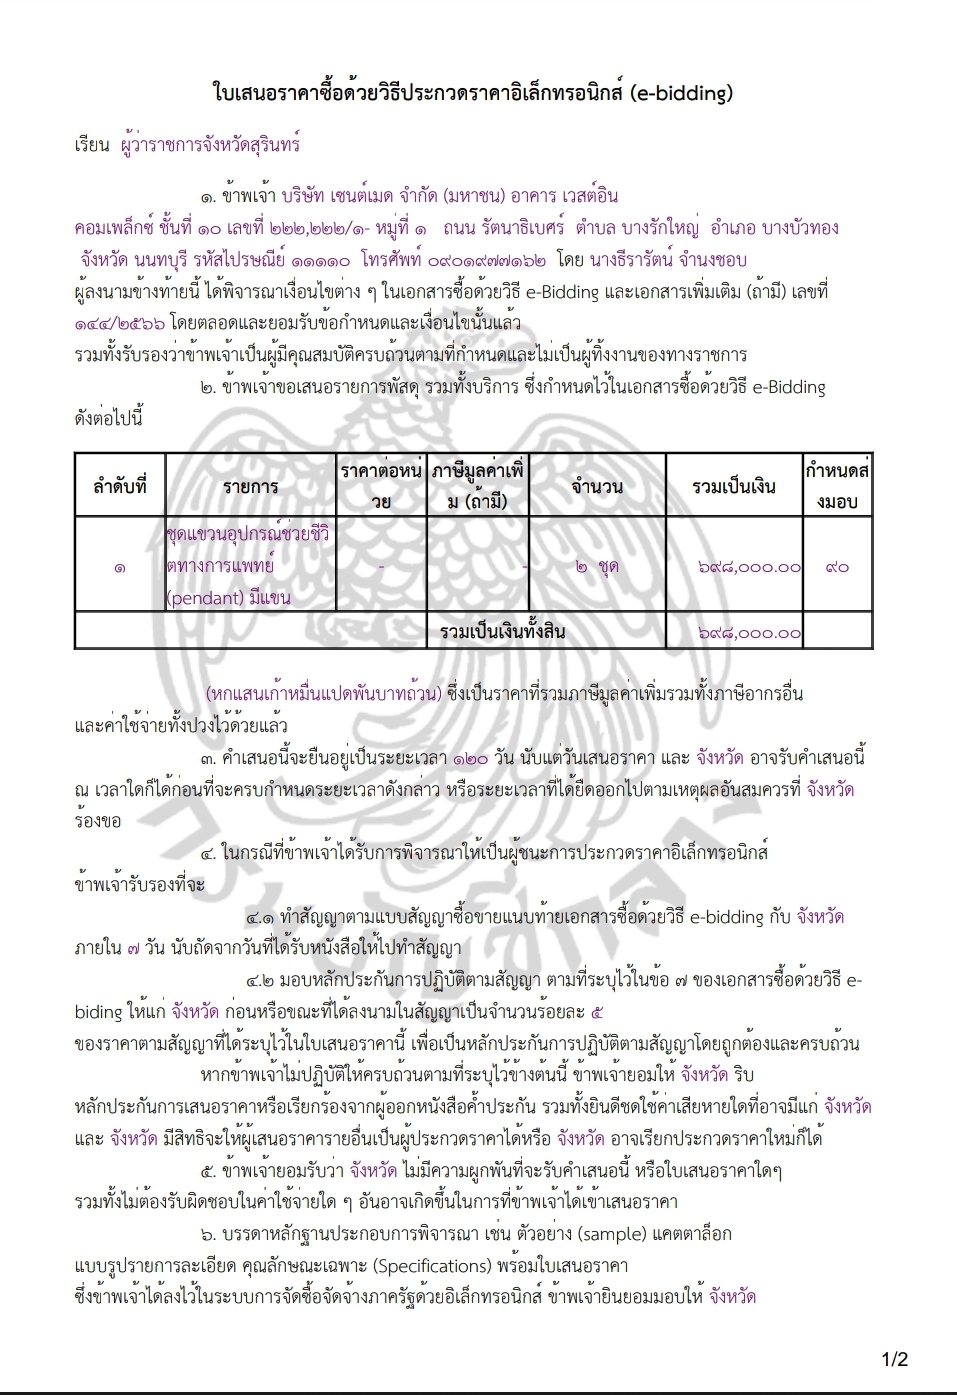 ใบเสนอราคาซื้อด้วยวิธีประกวดราคาอิเล็กทรอนิกส์ (e-bidding)
เรียน ผู้ว่าราชการจังหวัดสุรินทร์
๑. ข้าพเจ้า บริษัท เซนต์เมด จำกัด (มหาชน) อาคาร เวสต์อิน
คอมเพล็กซ์ ชั้นที่ ๑๐ เลขที่ ๒๒๒,๒๒๒/๑- หมู่ที่ ๑ ถนน รัตนาธิเบศร์ ตำบล บางรักใหญ่ อำเภอ บางบัวทอง
จังหวัด นนทบุรี รหัสไปรษณีย์ ๑๑๑๑๐ โทรศัพท์ ๐๙๐๑๙๗๗๑๖๒ โดย นางธีรารัตน์ จำนงชอบ
ผู้ลงนามข้างท้ายนี้ ได้พิจารณาเงื่อนไขต่าง ๆ ในเอกสารซื้อด้วยวิธี e-Bidding และเอกสารเพิ่มเติม (ถ้ามี) เลขที่
๑๔๔/๒๕๖๖ โดยตลอดและยอมรับข้อกำหนดและเงื่อนไขนั้นแล้ว
รวมทั้งรับรองว่าข้าพเจ้าเป็นผู้มีคุณสมบัติครบถ้วนตามที่กำหนดและไม่เป็นผู้ทิ้งงานของทางราชการ
๒. ข้าพเจ้าขอเสนอรายการพัสดุ รวมทั้งบริการ ซึ่งกำหนดไว้ในเอกสารซื้อด้วยวิธี e-Bidding
ดังต่อไปนี้
ลำดับที่ รายการ ราคาต่อหน่วย ภาษีมูลค่าเพิ่ม (ถ้ามี) จำนวน รวมเป็นเงิน กำหนดส่งมอบ
๑ ชุดแขวนอุปกรณ์ช่วยชีวิตทางการแพทย์ (pendant) มีแขน - - ๒ ชุด ๖๙๘,๐๐๐.๐๐ ๙๐
รวมเป็นเงินทั้งสิน ๖๙๘,๐๐๐.๐๐
(หกแสนเก้าหมื่นแปดพันบาทถ้วน) ซึ่งเป็นราคาที่รวมภาษีมูลค่าเพิ่มรวมทั้งภาษีอากรอื่น
และค่าใช้จ่ายทั้งปวงไว้ด้วยแล้ว
๓. คำเสนอนี้จะยืนอยู่เป็นระยะเวลา ๑๒๐ วัน นับแต่วันเสนอราคา และ จังหวัด อาจรับคำเสนอนี้
ณ เวลาใดก็ได้ก่อนที่จะครบกำหนดระยะเวลาดังกล่าว หรือระยะเวลาที่ได้ยืดออกไปตามเหตุผลอันสมควรที่ จังหวัด
ร้องขอ
๔. ในกรณีที่ข้าพเจ้าได้รับการพิจารณาให้เป็นผู้ชนะการประกวดราคาอิเล็กทรอนิกส์
ข้าพเจ้ารับรองที่จะ
๔.๑ ทำสัญญาตามแบบสัญญาซื้อขายแนบท้ายเอกสารซื้อด้วยวิธี e-bidding กับ จังหวัด
ภายใน ๗ วัน นับถัดจากวันที่ได้รับหนังสือให้ไปทำสัญญา
๔.๒ มอบหลักประกันการปฏิบัติตามสัญญา ตามที่ระบุไว้ในข้อ ๗ ของเอกสารซื้อด้วยวิธี e-
biding ให้แก่ จังหวัด ก่อนหรือขณะที่ได้ลงนามในสัญญาเป็นจำนวนร้อยละ ๕
ของราคาตามสัญญาที่ได้ระบุไว้ในใบเสนอราคานี้ เพื่อเป็นหลักประกันการปฏิบัติตามสัญญาโดยถูกต้องและครบถ้วน
หากข้าพเจ้าไม่ปฏิบัติให้ครบถ้วนตามที่ระบุไว้ข้างต้นนี้ ข้าพเจ้ายอมให้ จังหวัด ริบ
หลักประกันการเสนอราคาหรือเรียกร้องจากผู้ออกหนังสือค้ำประกัน รวมทั้งยินดีชดใช้ค่าเสียหายใดที่อาจมีแก่ จังหวัด
และ จังหวัด มีสิทธิจะให้ผู้เสนอราคารายอื่นเป็นผู้ประกวดราคาได้หรือ จังหวัด อาจเรียกประกวดราคาใหม่ก็ได้
๕. ข้าพเจ้ายอมรับว่า จังหวัด ไม่มีความผูกพันที่จะรับคำเสนอนี้ หรือใบเสนอราคาใดๆ
รวมทั้งไม่ต้องรับผิดชอบในค่าใช้จ่ายใด ๆ อันอาจเกิดขึ้นในการที่ข้าพเจ้าได้เข้าเสนอราคา
๖. บรรดาหลักฐานประกอบการพิจารณา เช่น ตัวอย่าง (sample) แคตตาล็อก
แบบรูปรายการละเอียด คุณลักษณะเฉพาะ (Specifications) พร้อมใบเสนอราคา
ซึ่งข้าพเจ้าได้ลงไว้ในระบบการจัดซื้อจัดจ้างภาครัฐด้วยอิเล็กทรอนิกส์ ข้าพเจ้ายินยอมมอบให้ จังหวัด
กรมบัญชีกลาง
1/2